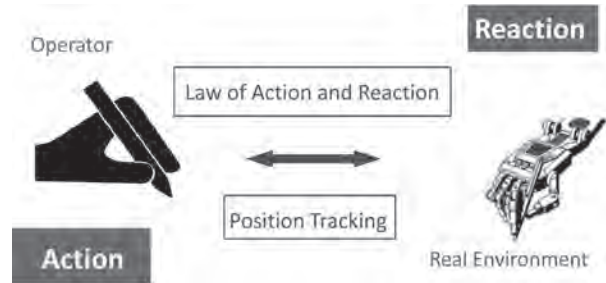 Reaction
Operator
Law of Action and Reaction
Position Tracking
Action
Real Environment